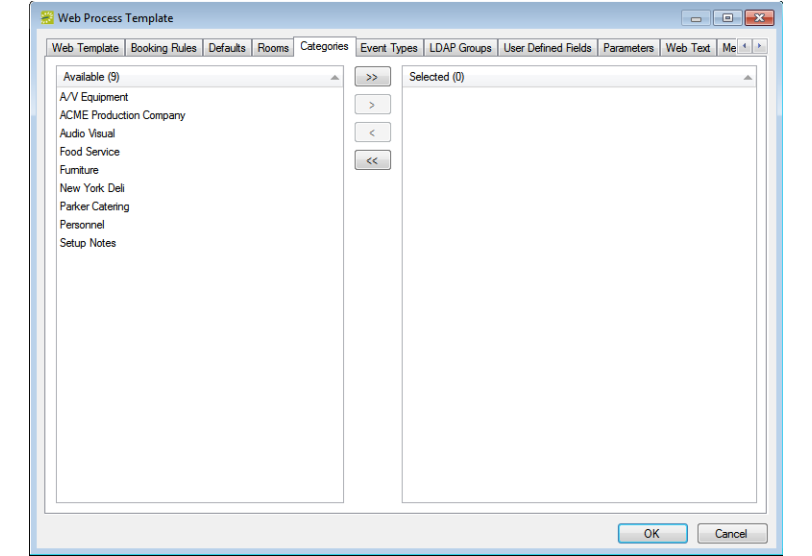 Web Process Template
Web Template Booking Rules Defaults Rooms Categories Event Types LDAP Groups User Defined Fields Parameters Web Text Me
Available (9)
>>
Selected (0)
A/V Equipment
>
ACME Production Company
Audio Visual
<
Food Service
<<
Furniture
New York Deli
Parker Catering
Personnel
Setup Notes
OK Cancel